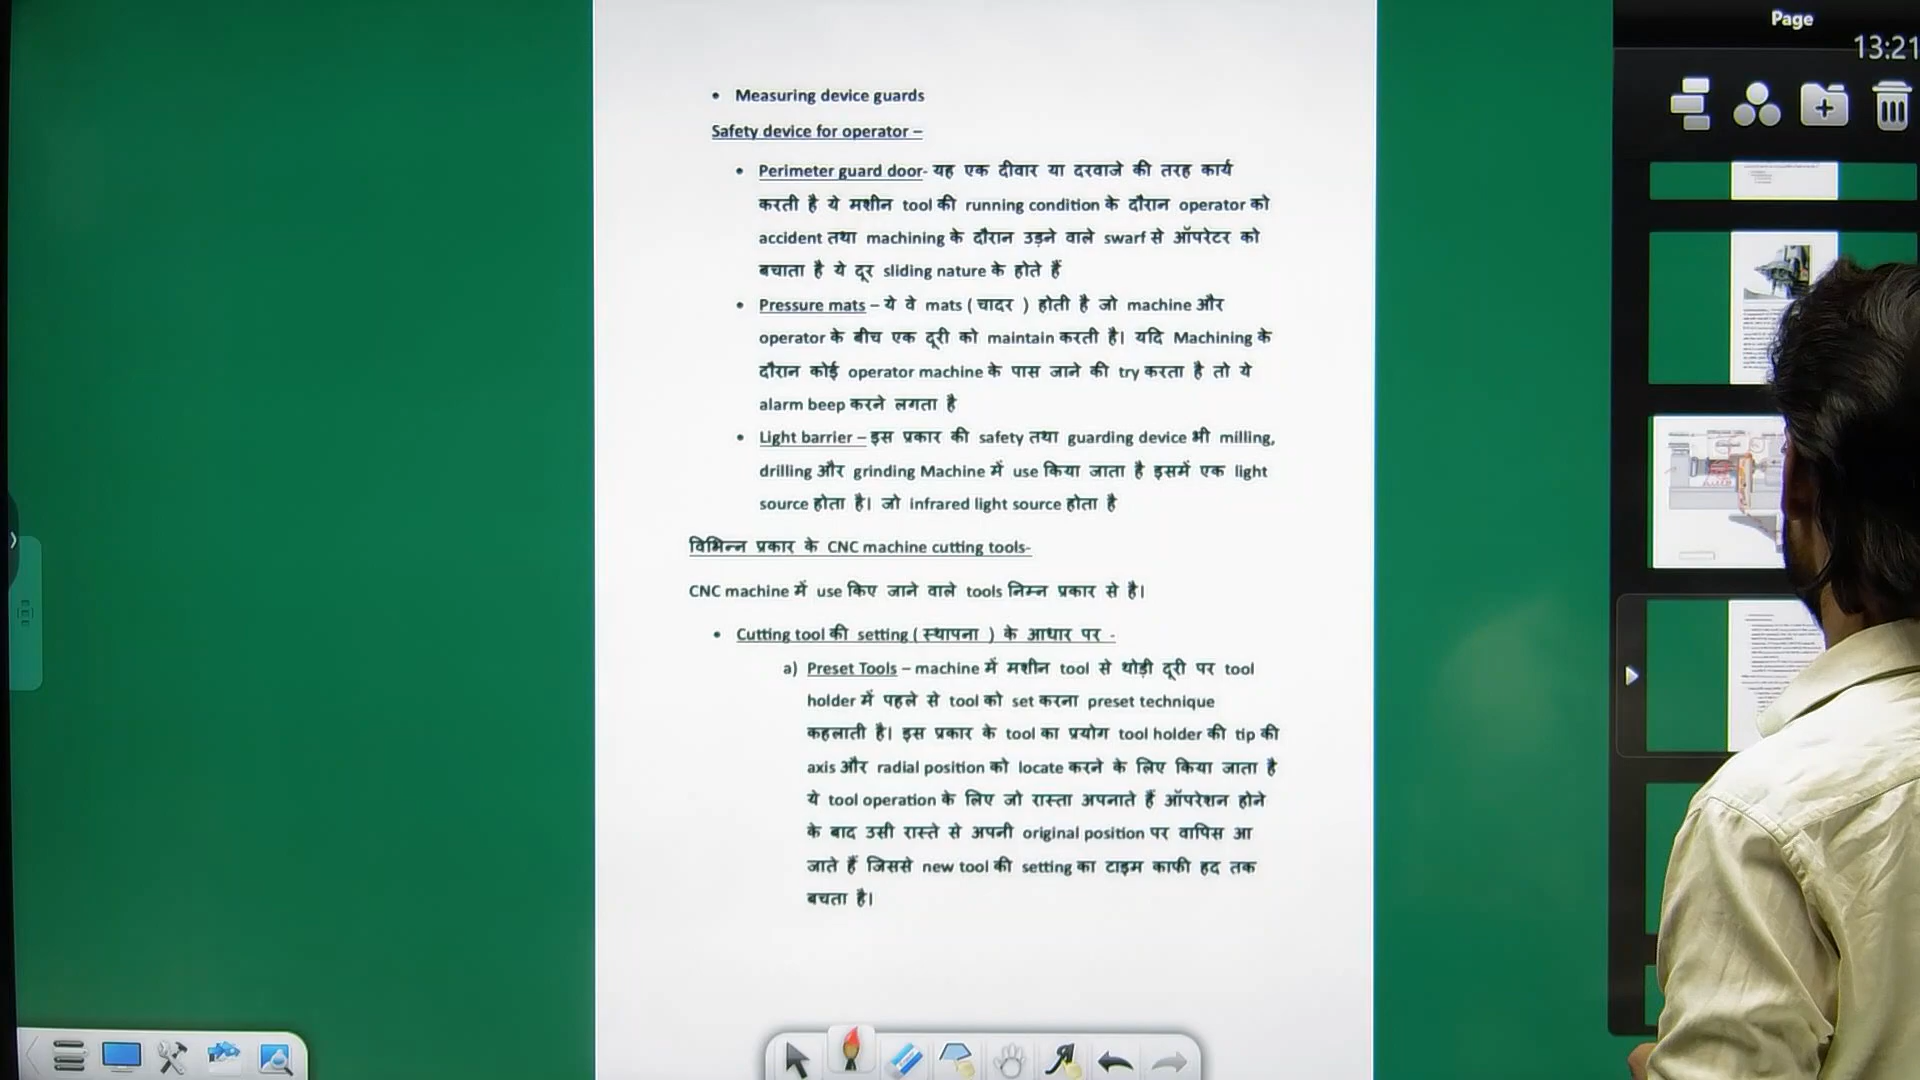 Page
13:21
• Measuring device guards
Safety device for operator –
• Perimeter guard door- यह एक दीवार या दरवाजे की तरह कार्य
करती है ये मशीन tool की running condition के दौरान operator को
accident तथा machining के दौरान उड़ने वाले swarf से ऑपरेटर को
बचाता है ये दूर sliding nature के होते हैं
• Pressure mats – ये वे mats ( चादर ) होती है जो machine और
operator के बीच एक दूरी को maintain करती है। यदि Machining के
दौरान कोई operator machine के पास जाने की try करता है तो ये
alarm beep करने लगता है
• Light barrier – इस प्रकार की safety तथा guarding device भी milling,
drilling और grinding Machine में use किया जाता है इसमें एक light
source होता है। जो infrared light source होता है
विभिन्न प्रकार के CNC machine cutting tools-
CNC machine में use किए जाने वाले tools निम्न प्रकार से है।
• Cutting tool की setting ( स्थापना ) के आधार पर -
a) Preset Tools – machine में मशीन tool से थोड़ी दूरी पर tool
holder में पहले से tool को set करना preset technique
कहलाती है। इस प्रकार के tool का प्रयोग tool holder की tip की
axis और radial position को locate करने के लिए किया जाता है
ये tool operation के लिए जो रास्ता अपनाते हैं ऑपरेशन होने
के बाद उसी रास्ते से अपनी original position पर वापिस आ
जाते हैं जिससे new tool की setting का टाइम काफी हद तक
बचता है।